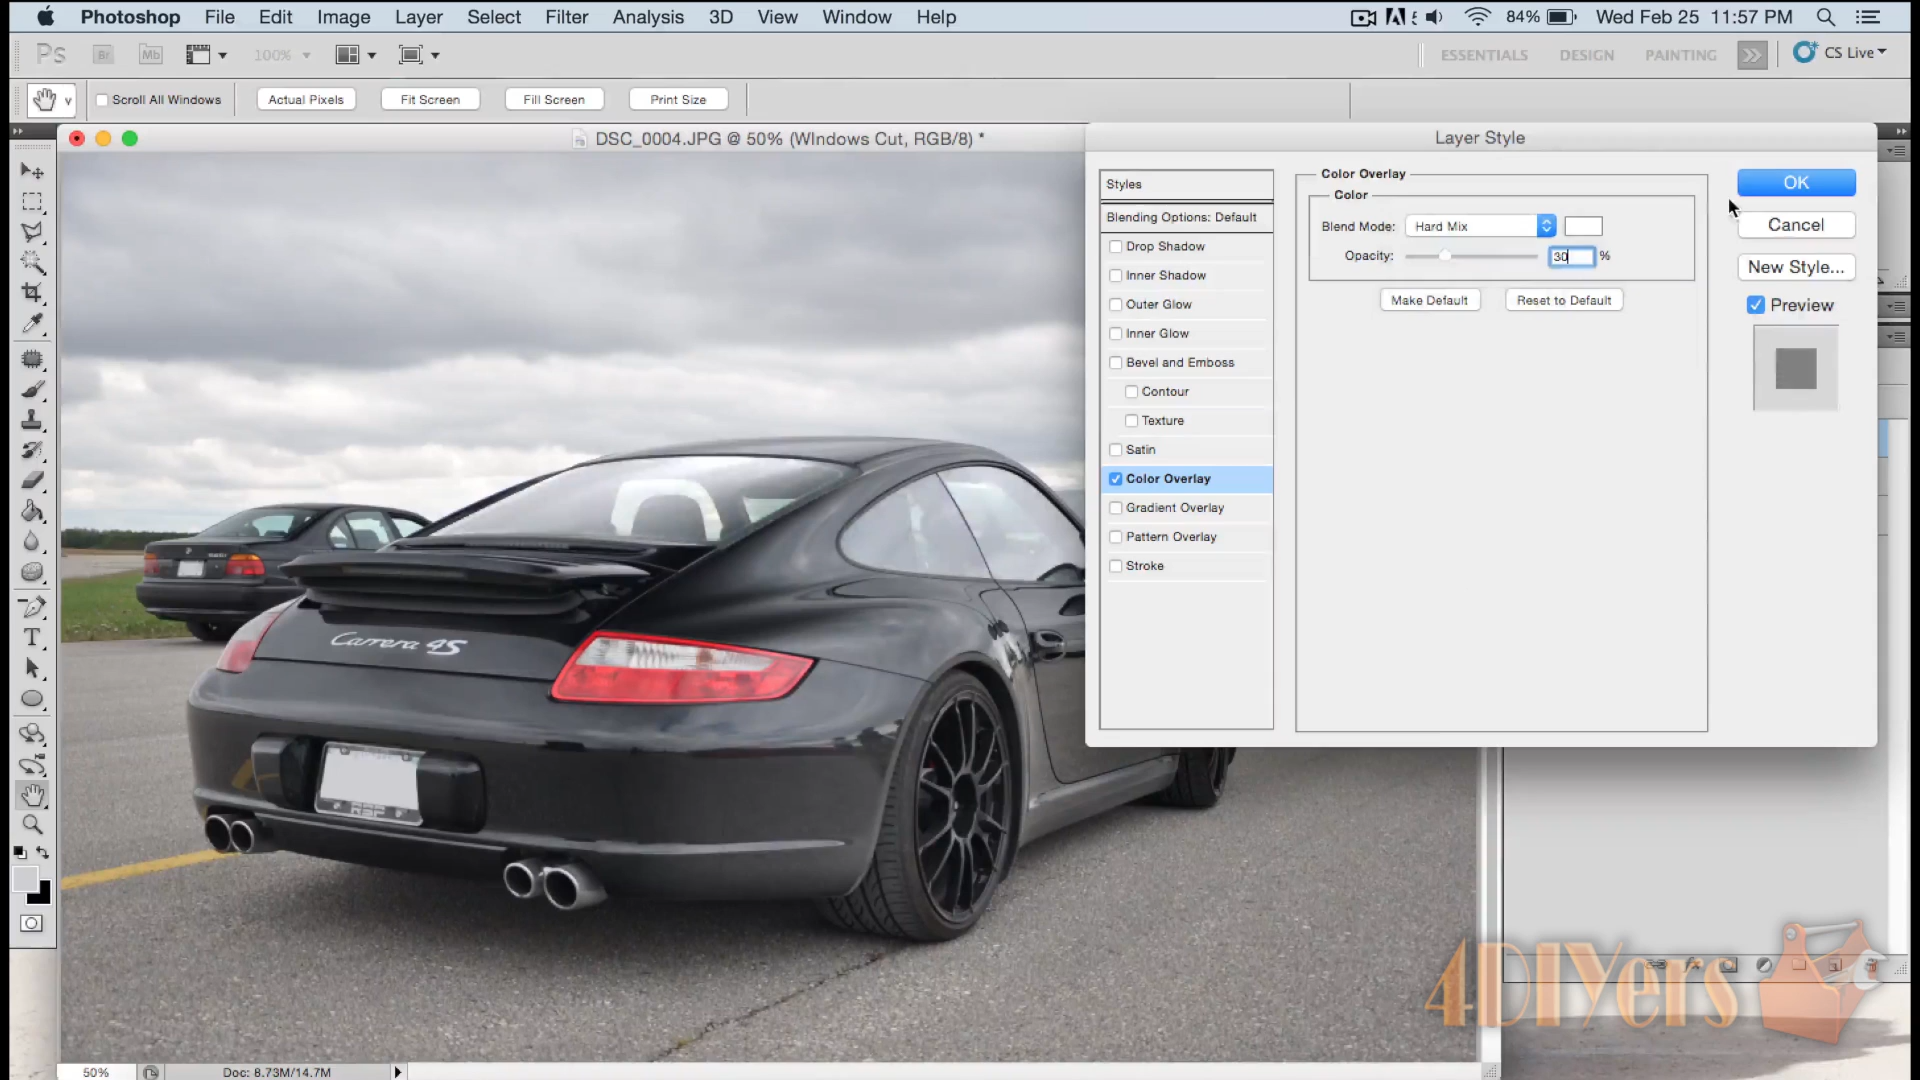 Photoshop File Edit Image Layer Select Filter Analysis 3D View Window Help 84% Wed Feb 25 11:57 PM
Ps Br Mb 100% ESSENTIALS DESIGN PAINTING CS Live
Scroll All Windows Actual Pixels Fit Screen Fill Screen Print Size
DSC_0004.JPG @ 50% (WIndows Cut, RGB/8) *
Layer Style
Styles
Blending Options: Default
Drop Shadow
Inner Shadow
Outer Glow
Inner Glow
Bevel and Emboss
Contour
Texture
Satin
Color Overlay
Gradient Overlay
Pattern Overlay
Stroke
Color Overlay
Color
Blend Mode: Hard Mix
Opacity: 30 %
Make Default Reset to Default
OK
Cancel
New Style...
Preview
Carrera 4S
4DIYers
50% Doc: 8.73M/14.7M